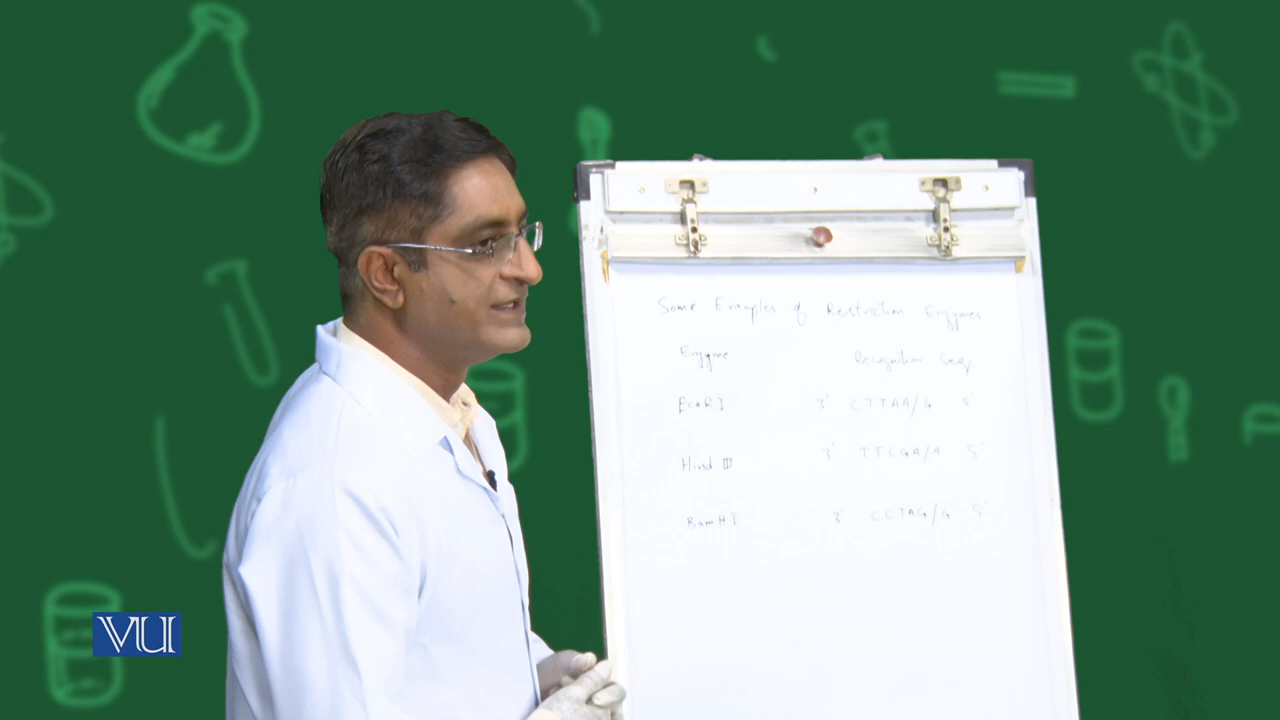 Some Examples of Restriction Enzymes
Enzyme Recognition Seq
EcoRI 3' CTTAA/G 5'
Hind III 3' TTCGA/A 5'
BamHI 3' CCTAG/G 5'
VU